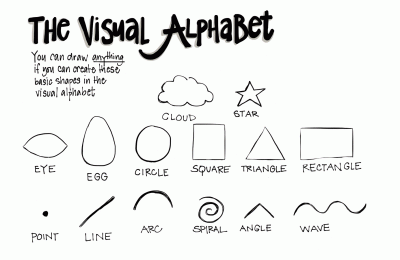 THE VISUAL ALPHABET
You can draw anything
if you can create these
basic shapes in the
visual alphabet
CLOUD
STAR
EYE
EGG
CIRCLE
SQUARE
TRIANGLE
RECTANGLE
POINT
LINE
ARC
SPIRAL
ANGLE
WAVE